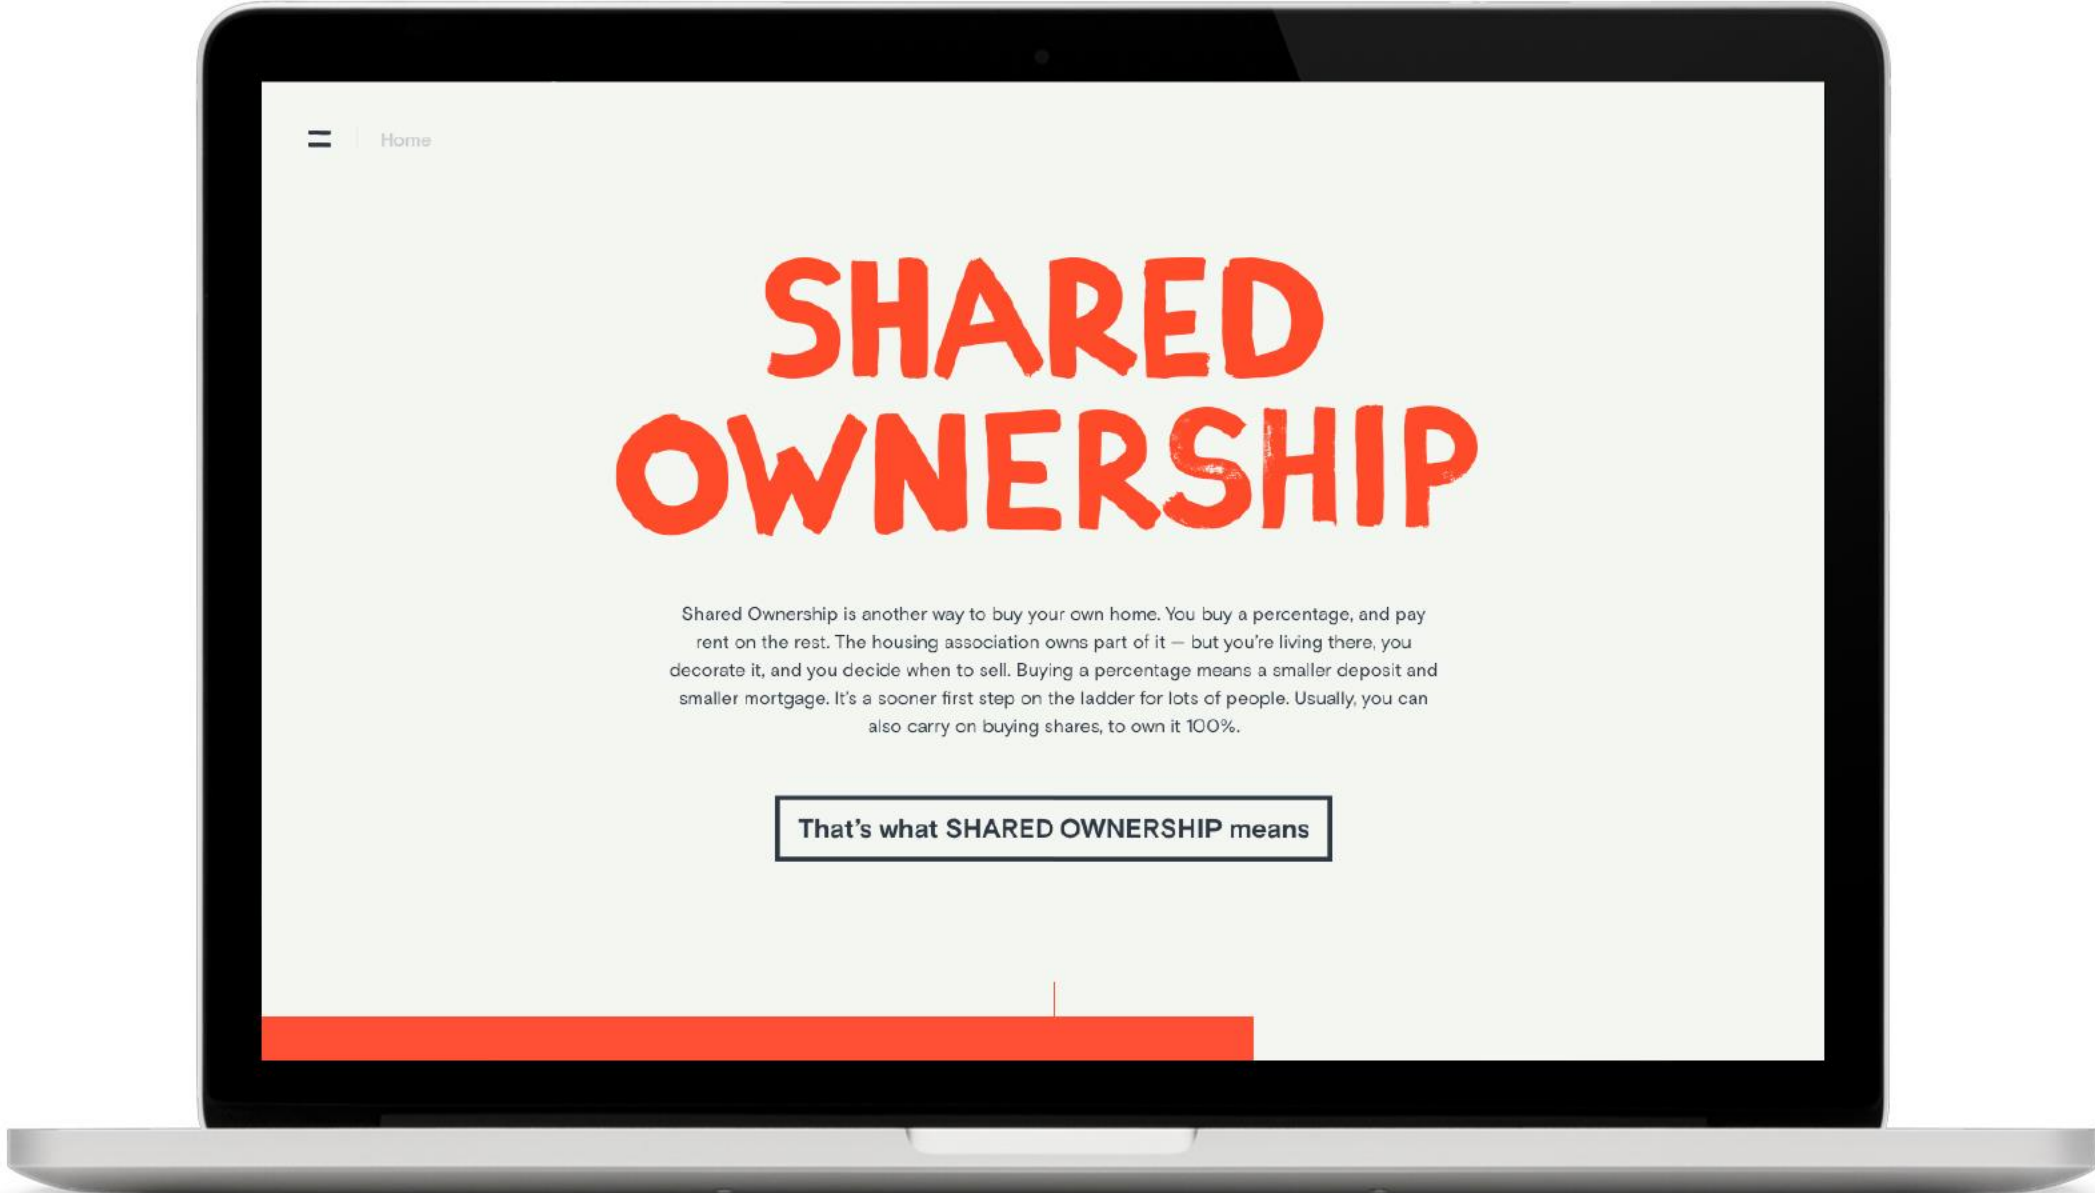 Home
SHARED
OWNERSHIP
Shared Ownership is another way to buy your own home. You buy a percentage, and pay
rent on the rest. The housing association owns part of it – but you're living there, you
decorate it, and you decide when to sell. Buying a percentage means a smaller deposit and
smaller mortgage. It's a sooner first step on the ladder for lots of people. Usually, you can
also carry on buying shares, to own it 100%.
That's what SHARED OWNERSHIP means